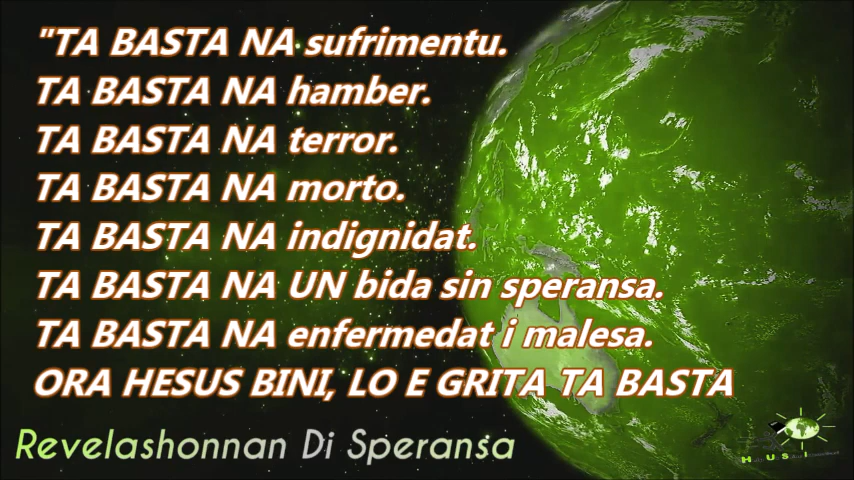 "TA BASTA NA sufrimentu.
TA BASTA NA hamber.
TA BASTA NA terror.
TA BASTA NA morto.
TA BASTA NA indignidat.
TA BASTA NA UN bida sin speransa.
TA BASTA NA enfermedat i malesa.
ORA HESUS BINI, LO E GRITA TA BASTA
Revelashonnan Di Speransa
M U S I